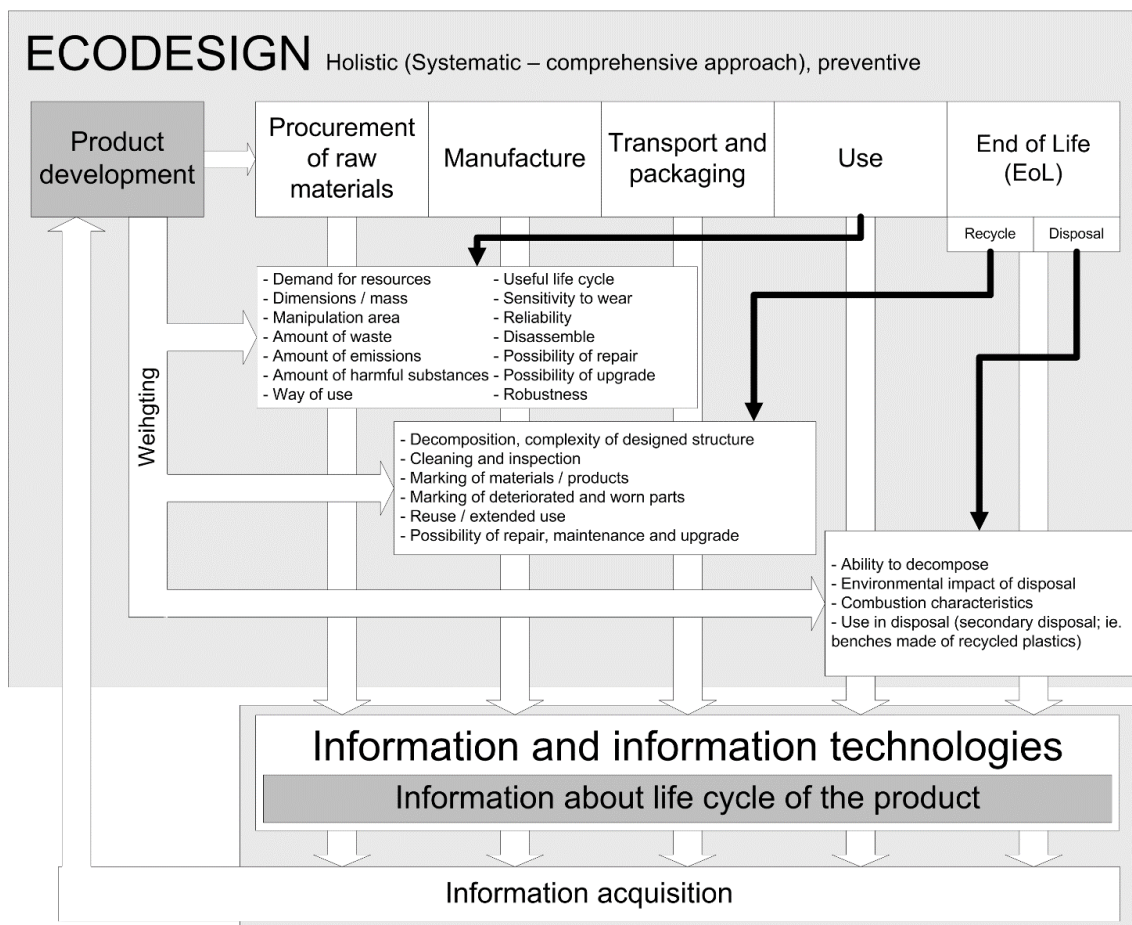 ECODESIGN Holistic (Systematic – comprehensive approach), preventive
Product
development
Procurement
of raw
materials
Manufacture
Transport and
packaging
Use
End of Life
(EoL)
Recycle
Disposal
- Demand for resources
- Dimensions / mass
- Manipulation area
- Amount of waste
- Amount of emissions
- Amount of harmful substances
- Way of use
- Useful life cycle
- Sensitivity to wear
- Reliability
- Disassemble
- Possibility of repair
- Possibility of upgrade
- Robustness
Weihgting
- Decomposition, complexity of designed structure
- Cleaning and inspection
- Marking of materials / products
- Marking of deteriorated and worn parts
- Reuse / extended use
- Possibility of repair, maintenance and upgrade
- Ability to decompose
- Environmental impact of disposal
- Combustion characteristics
- Use in disposal (secondary disposal; ie.
benches made of recycled plastics)
Information and information technologies
Information about life cycle of the product
Information acquisition